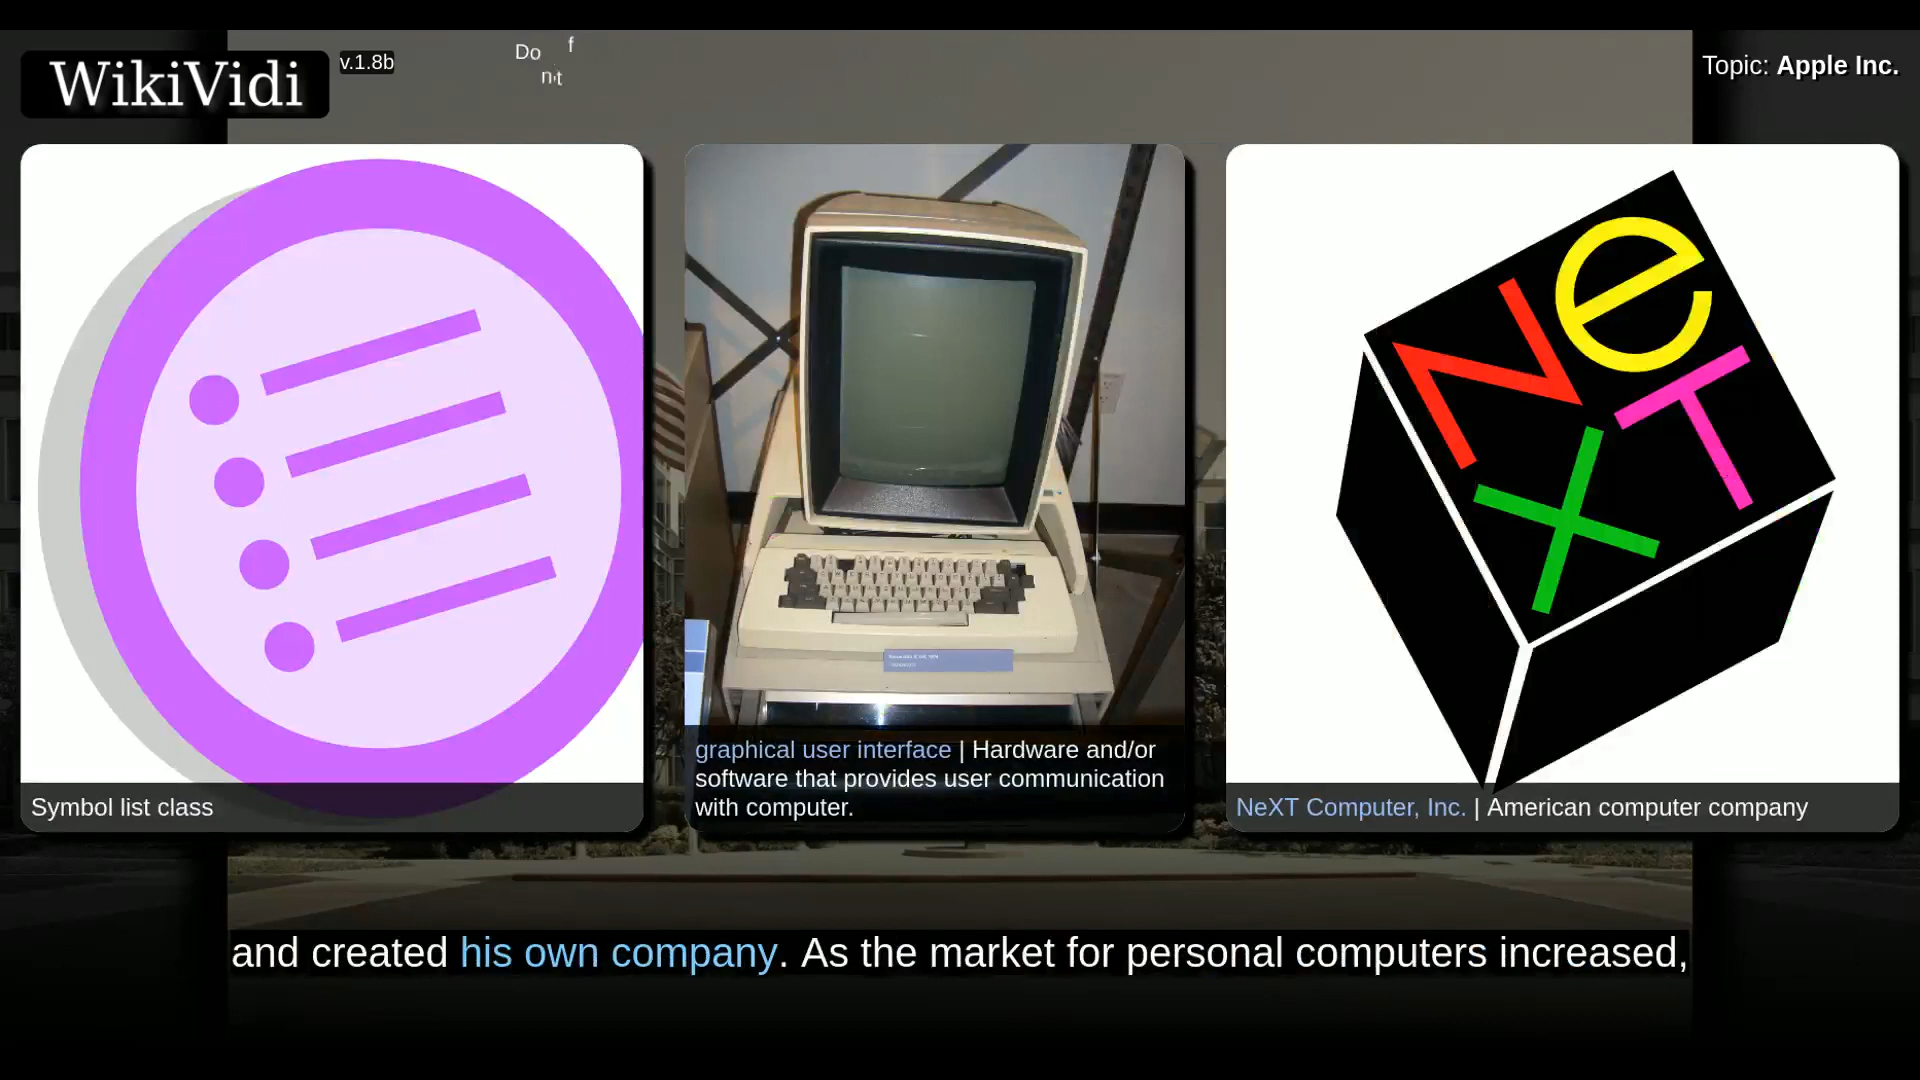 WikiVidi
v.1.8b
Topic: Apple Inc.
NeXT
Symbol list class
graphical user interface | Hardware and/or
software that provides user communication
with computer.
NeXT Computer, Inc. | American computer company
and created his own company. As the market for personal computers increased,